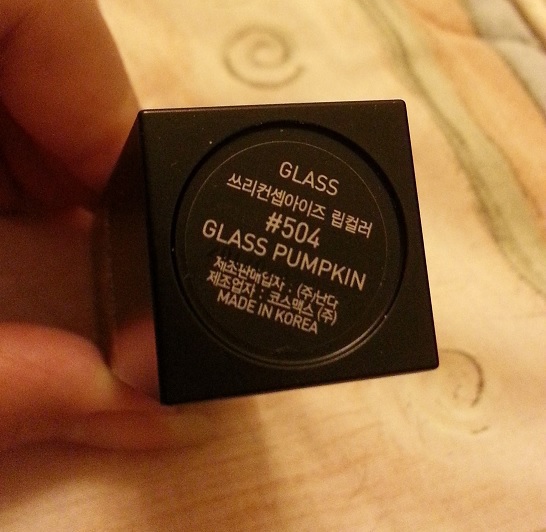 GLASS
쓰리컨셉아이즈 립컬러
#504
GLASS PUMPKIN
제조판매업자 : (주)난다
제조업자 : 코스맥스 (주)
MADE IN KOREA